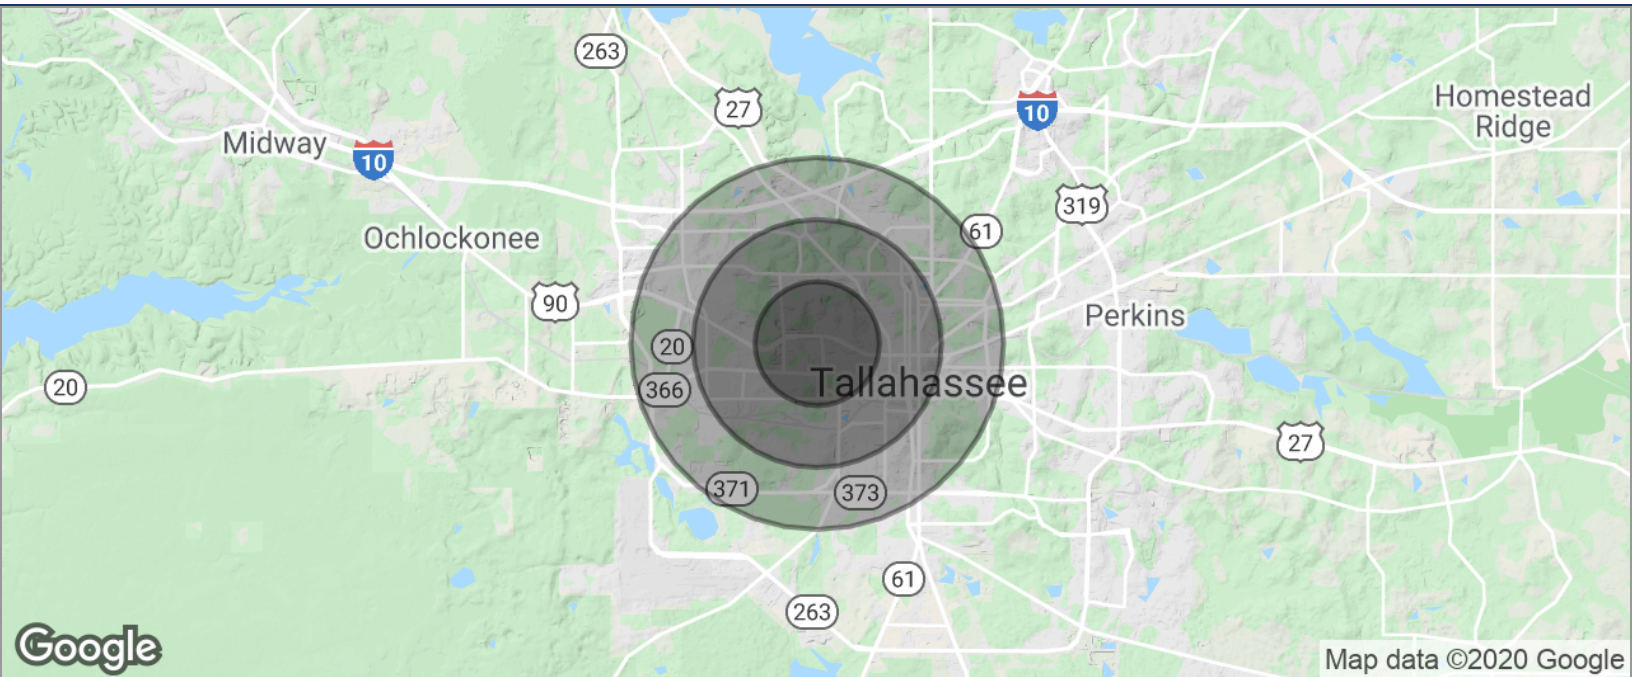 263
27
10
Homestead
Ridge
Midway
10
319
61
Ochlockonee
90
Perkins
20
20
366
Tallahassee
27
371
373
61
263
Google
Map data ©2020 Google